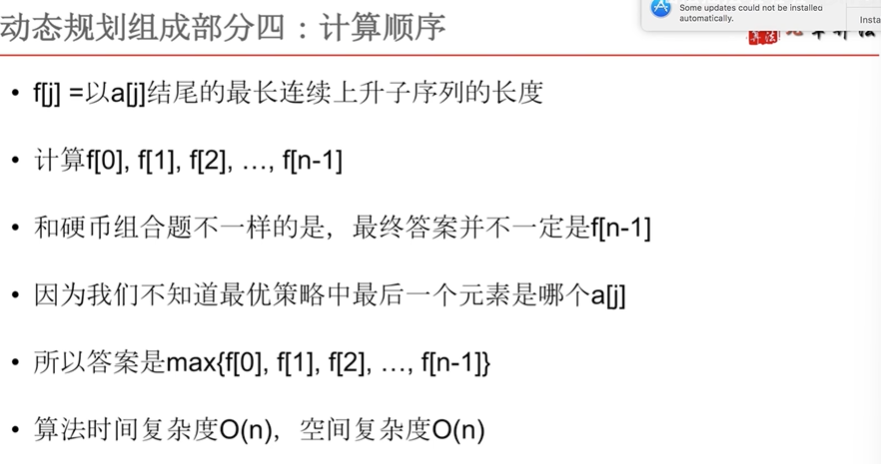 动态规划组成部分四：计算顺序
Some updates could not be installed
automatically.
• f[j] =以a[j]结尾的最长连续上升子序列的长度
• 计算f[0], f[1], f[2], …, f[n-1]
• 和硬币组合题不一样的是，最终答案并不一定是f[n-1]
• 因为我们不知道最优策略中最后一个元素是哪个a[j]
• 所以答案是max{f[0], f[1], f[2], …, f[n-1]}
• 算法时间复杂度O(n)，空间复杂度O(n)